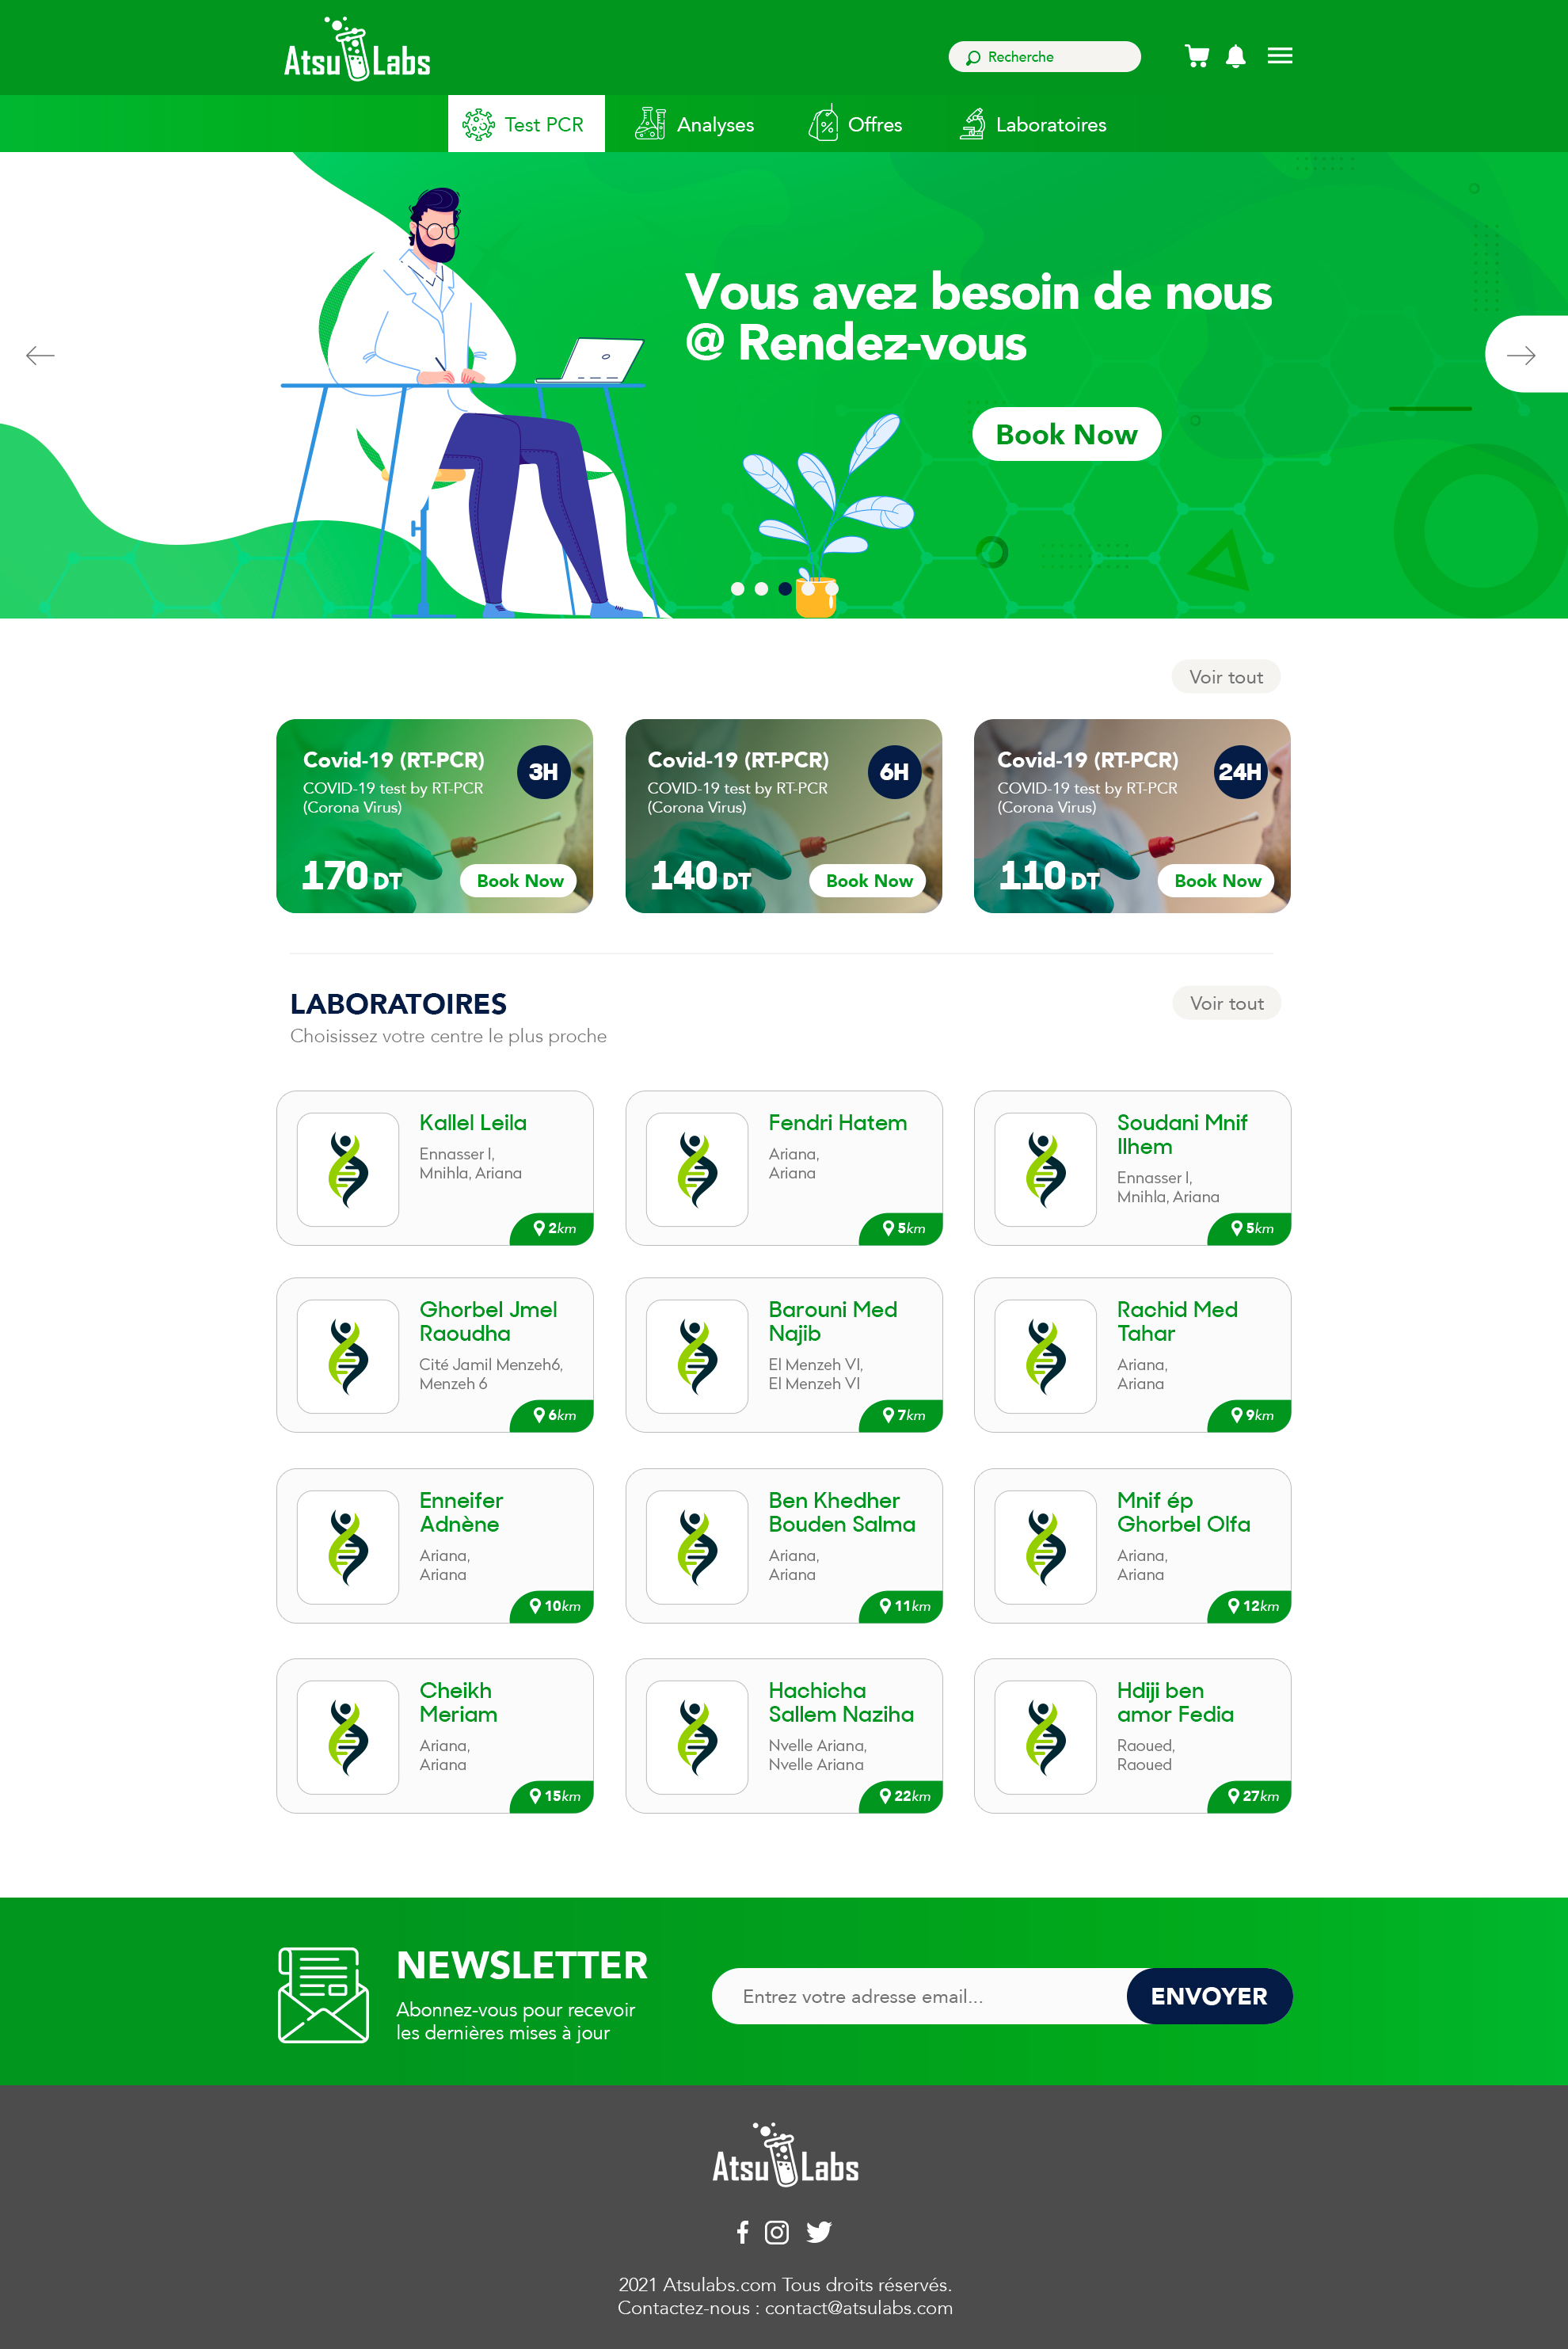 Atsu Labs
Recherche
Test PCR
Analyses
Offres
Laboratoires
Vous avez besoin de nous
@ Rendez-vous
Book Now
Voir tout
Covid-19 (RT-PCR)
3H
COVID-19 test by RT-PCR
(Corona Virus)
170 DT
Book Now
Covid-19 (RT-PCR)
6H
COVID-19 test by RT-PCR
(Corona Virus)
140 DT
Book Now
Covid-19 (RT-PCR)
24H
COVID-19 test by RT-PCR
(Corona Virus)
110 DT
Book Now
LABORATOIRES
Voir tout
Choisissez votre centre le plus proche
Kallel Leila
Ennasser I,
Mnihla, Ariana
2km
Fendri Hatem
Ariana,
Ariana
5km
Soudani Mnif
Ilhem
Ennasser I,
Mnihla, Ariana
5km
Ghorbel Jmel
Raoudha
Cité Jamil Menzeh6,
Menzeh 6
6km
Barouni Med
Najib
El Menzeh VI,
El Menzeh VI
7km
Rachid Med
Tahar
Ariana,
Ariana
9km
Enneifer
Adnène
Ariana,
Ariana
10km
Ben Khedher
Bouden Salma
Ariana,
Ariana
11km
Mnif ép
Ghorbel Olfa
Ariana,
Ariana
12km
Cheikh
Meriam
Ariana,
Ariana
15km
Hachicha
Sallem Naziha
Nvelle Ariana,
Nvelle Ariana
22km
Hdiji ben
amor Fedia
Raoued,
Raoued
27km
NEWSLETTER
Abonnez-vous pour recevoir
les dernières mises à jour
Entrez votre adresse email...
ENVOYER
Atsu Labs
2021 Atsulabs.com Tous droits réservés.
Contactez-nous : contact@atsulabs.com